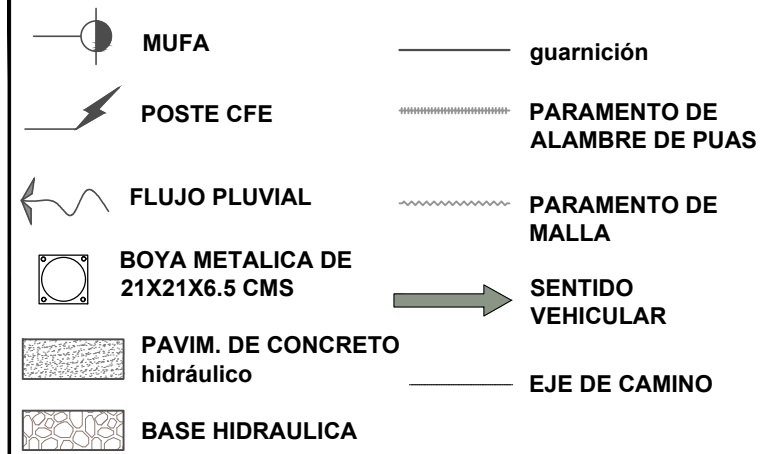 MUFA
POSTE CFE
FLUJO PLUVIAL
BOYA METALICA DE
21X21X6.5 CMS
PAVIM. DE CONCRETO
hidráulico
BASE HIDRAULICA
guarnición
PARAMENTO DE
ALAMBRE DE PUAS
PARAMENTO DE
MALLA
SENTIDO
VEHICULAR
EJE DE CAMINO